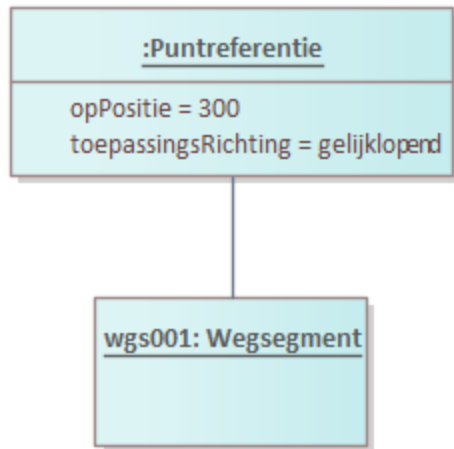 :Puntreferentie
opPositie = 300
toepassingsRichting = gelijklopend
wgs001: Wegsegment